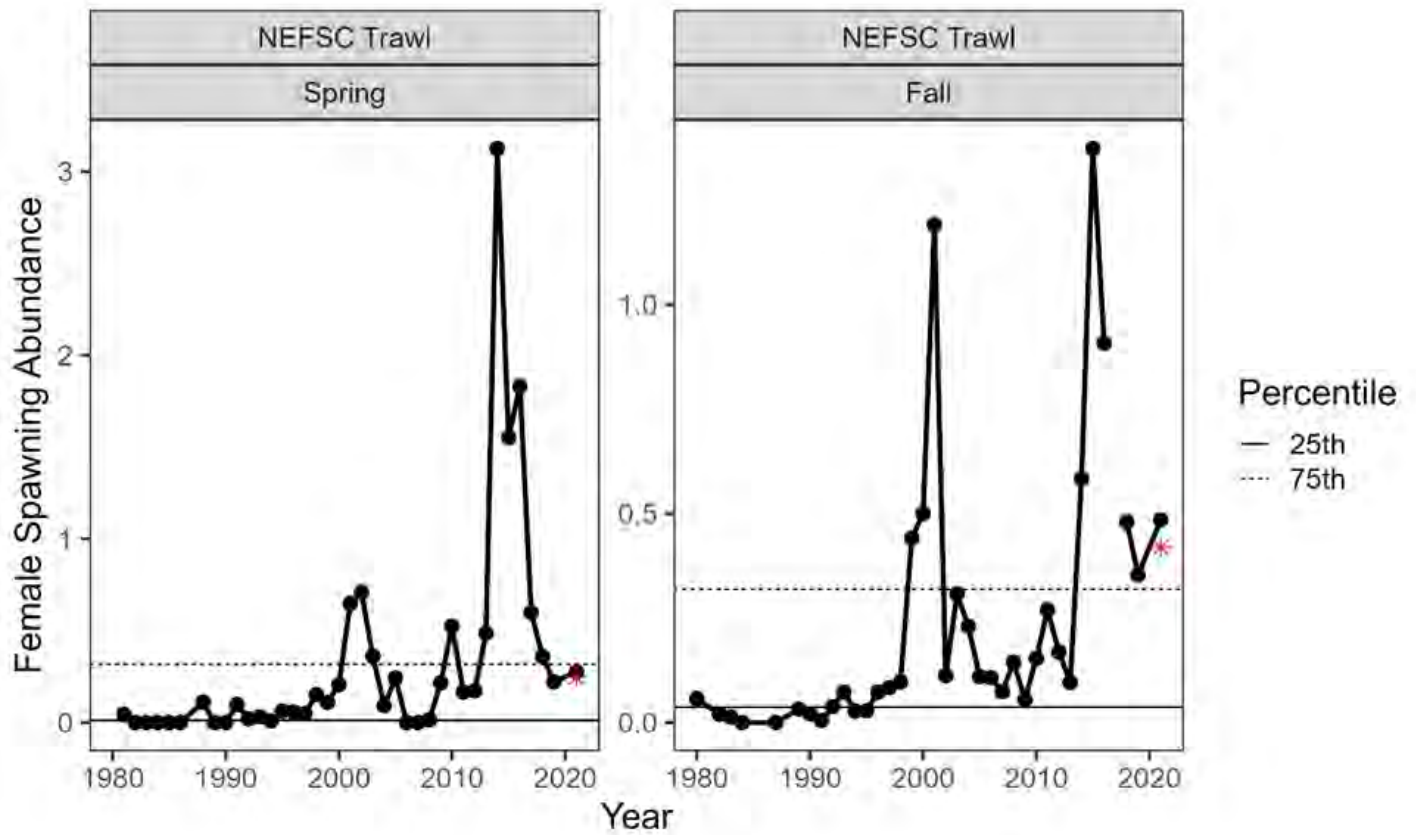 NEFSC Trawl
Spring
NEFSC Trawl
Fall
Female Spawning Abundance
3
2
1
0
1980 1990 2000 2010 2020
1.0
0.5
0.0
1980 1990 2000 2010 2020
Year
Percentile
25th
75th